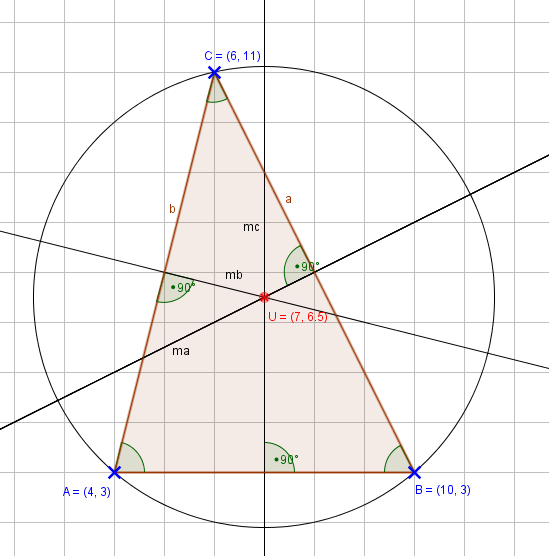 C = (6, 11)
b
a
mc
90°
mb
90°
U = (7, 6.5)
ma
90°
A = (4, 3)
B = (10, 3)